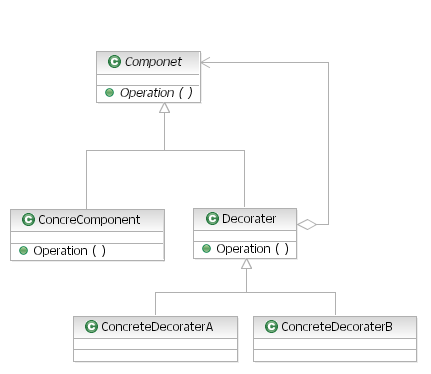 Componet
Operation ( )
ConcreComponent
Operation ( )
Decorater
Operation ( )
ConcreteDecoraterA
ConcreteDecoraterB